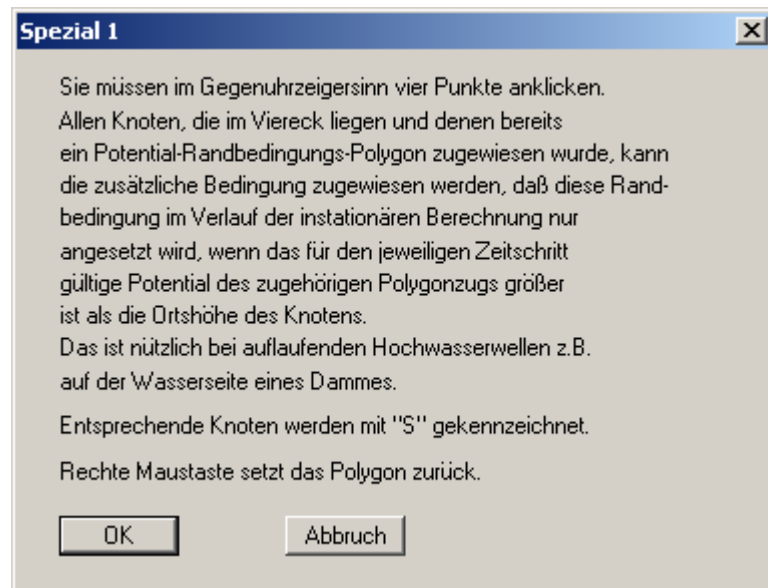 Spezial 1
Sie müssen im Gegenuhrzeigersinn vier Punkte anklicken.
Allen Knoten, die im Viereck liegen und denen bereits
ein Potential-Randbedingungs-Polygon zugewiesen wurde, kann
die zusätzliche Bedingung zugewiesen werden, daß diese Rand-
bedingung im Verlauf der instationären Berechnung nur
angesetzt wird, wenn das für den jeweiligen Zeitschritt
gültige Potential des zugehörigen Polygonzugs größer
ist als die Ortshöhe des Knotens.
Das ist nützlich bei auflaufenden Hochwasserwellen z.B.
auf der Wasserseite eines Dammes.
Entsprechende Knoten werden mit "S" gekennzeichnet.
Rechte Maustaste setzt das Polygon zurück.
OK Abbruch